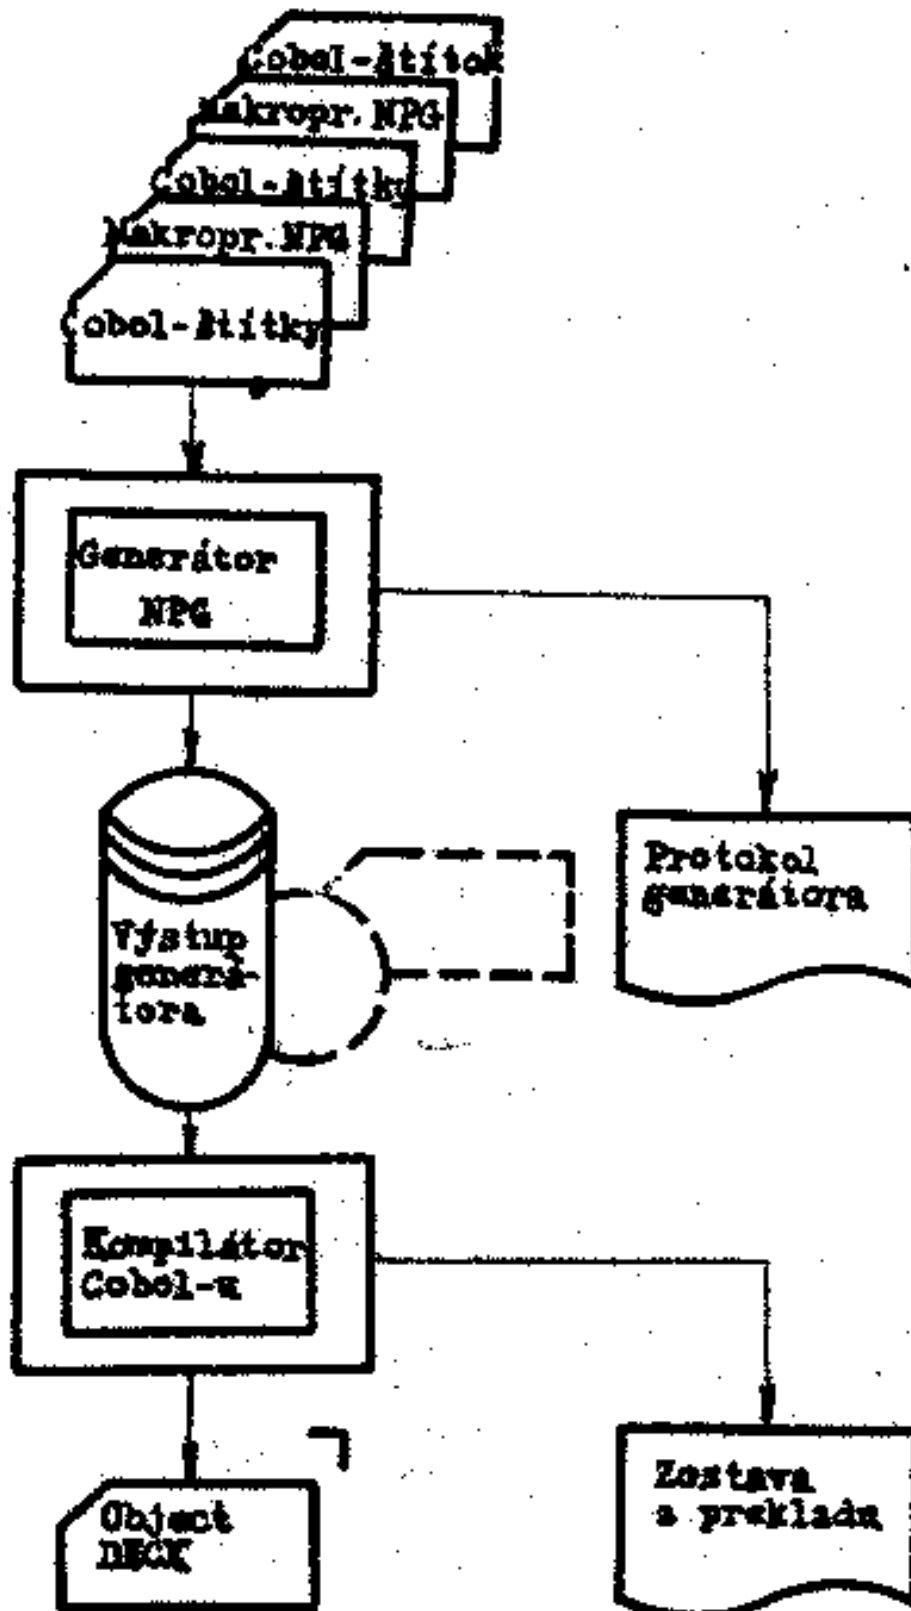 Cobol-štítok
Makropr. NPG
Cobol-štítky
Makropr. NPG
Cobol-štítky
Generátor
NPG
Protokol
generátora
Výstup
generá-
tora
Kompilátor
Cobol-u
Object
DECK
Zostava
a prekladu